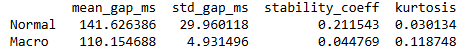 mean_gap_ms std_gap_ms stability_coeff kurtosis
Normal 141.626386 29.960118 0.211543 0.030134
Macro 110.154688 4.931496 0.044769 0.118748